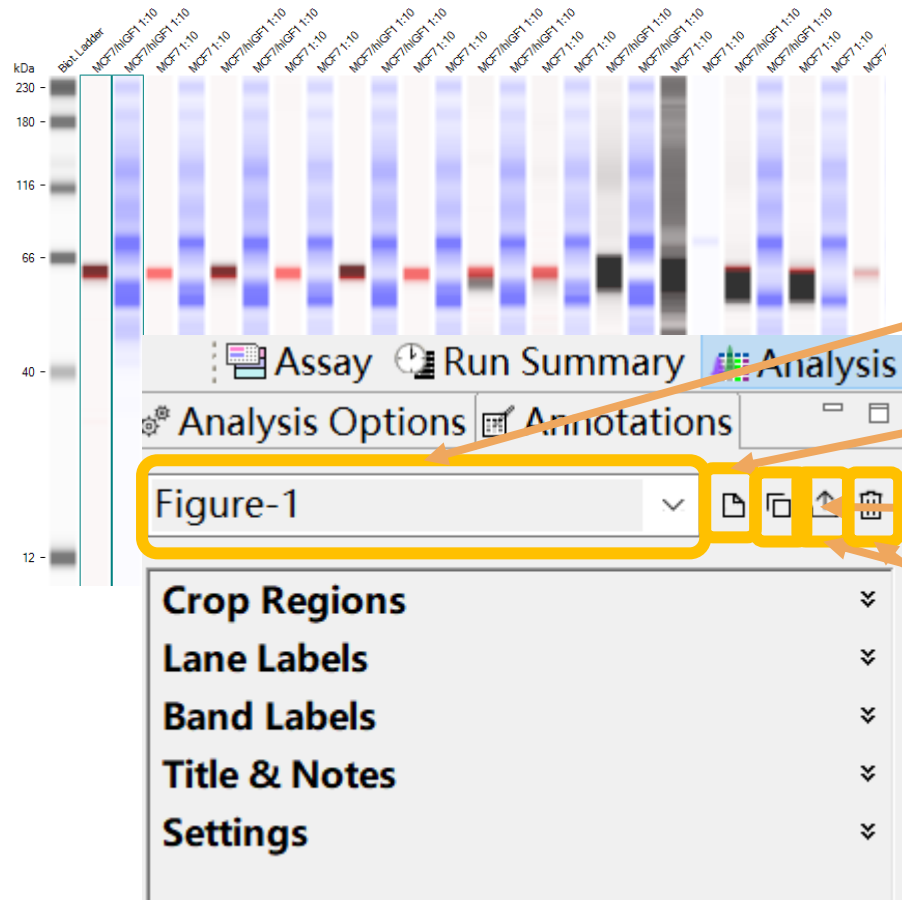 Biot. Ladder
MCF7/hIGF1 1:10
MCF7/hIGF1 1:10
MCF7 1:10
MCF7 1:10
MCF7/hIGF1 1:10
MCF7/hIGF1 1:10
MCF7 1:10
MCF7 1:10
MCF7/hIGF1 1:10
MCF7/hIGF1 1:10
MCF7 1:10
MCF7 1:10
MCF7/hIGF1 1:10
MCF7/hIGF1 1:10
MCF7 1:10
MCF7 1:10
MCF7/hIGF1 1:10
MCF7/hIGF1 1:10
MCF7 1:10
MCF7 1:10
MCF7/hIGF1 1:10
MCF7/hIGF1 1:10
MCF7 1:10
MCF7 1:10
MCF7/
kDa
230 -
180 -
116 -
66 -
40 -
12 -
Assay Run Summary Analysis
Analysis Options Annotations
Figure-1
Crop Regions
Lane Labels
Band Labels
Title & Notes
Settings